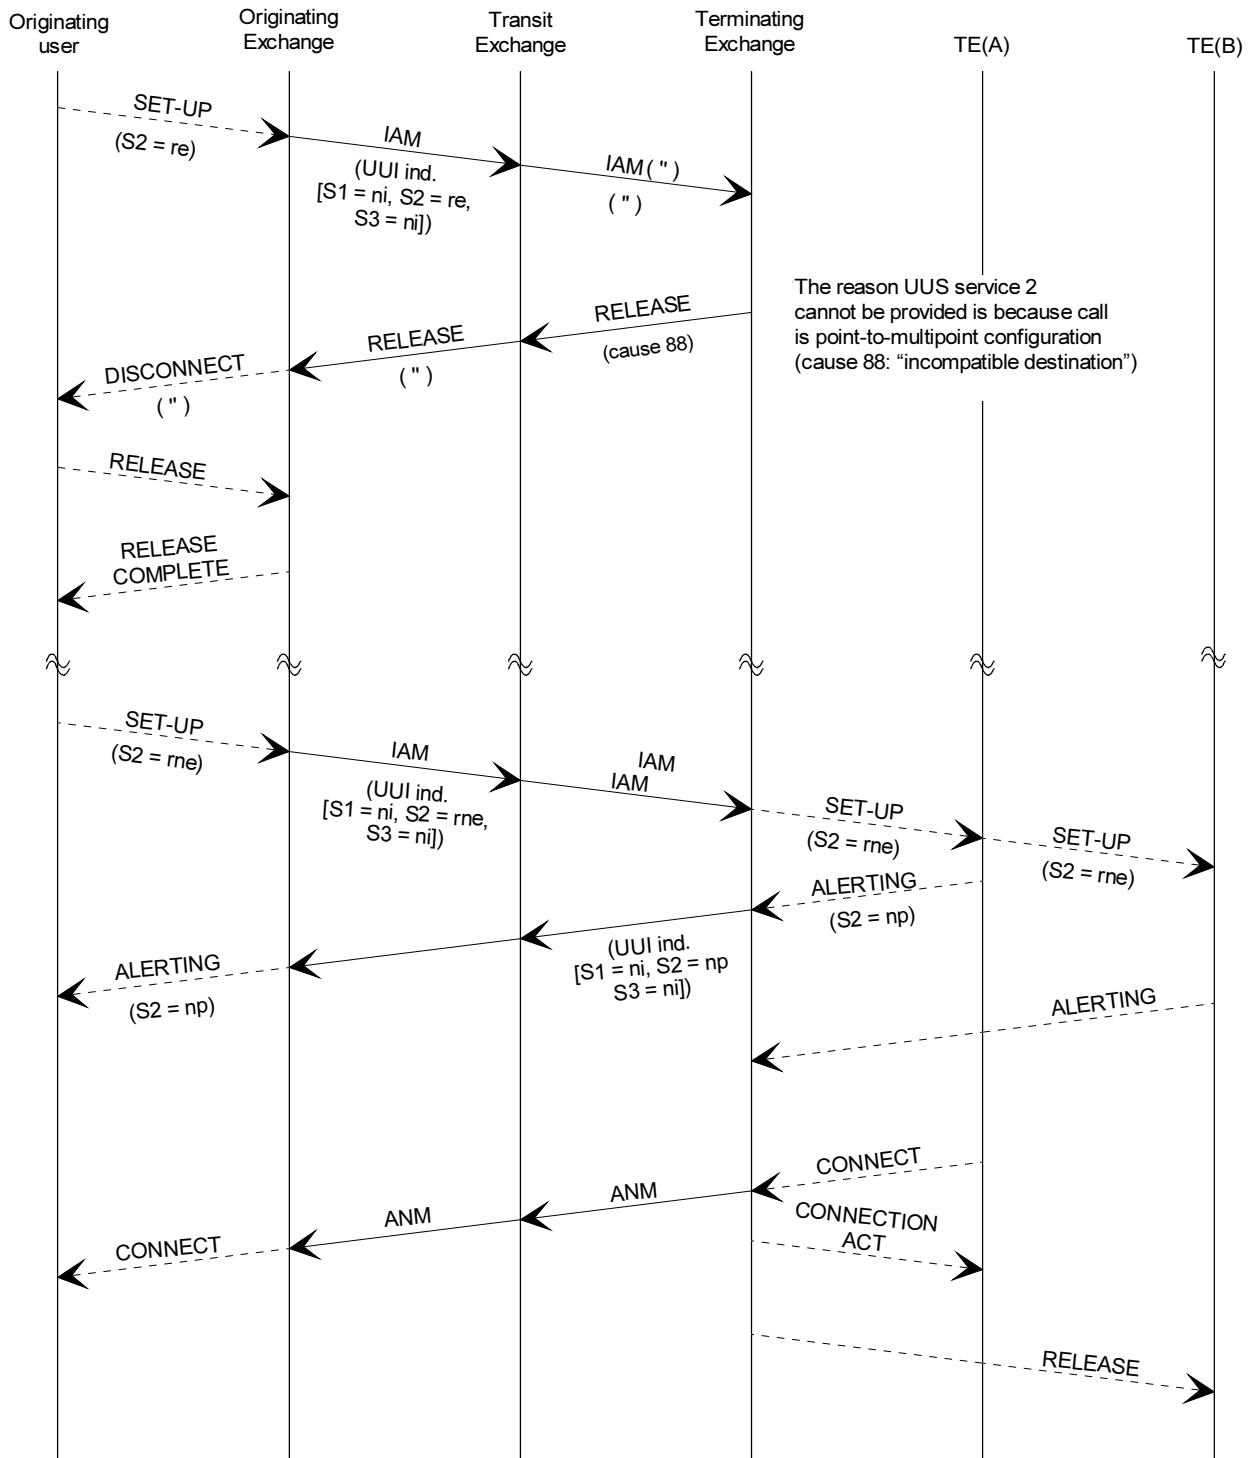 Originating
user
Originating
Exchange
Transit
Exchange
Terminating
Exchange
TE(A)
TE(B)
SET-UP
(S2 = re)
IAM
(UUI ind.
[S1 = ni, S2 = re,
S3 = ni])
IAM ( " )
( " )
The reason UUS service 2
cannot be provided is because call
is point-to-multipoint configuration
(cause 88: “incompatible destination”)
RELEASE
(cause 88)
RELEASE
( " )
DISCONNECT
( " )
RELEASE
RELEASE
COMPLETE
SET-UP
(S2 = rne)
IAM
(UUI ind.
[S1 = ni, S2 = rne,
S3 = ni])
IAM
IAM
SET-UP
(S2 = rne)
SET-UP
(S2 = rne)
ALERTING
(S2 = np)
(UUI ind.
[S1 = ni, S2 = np
S3 = ni])
ALERTING
(S2 = np)
ALERTING
CONNECT
ANM
ANM
CONNECT
CONNECTION
ACT
RELEASE